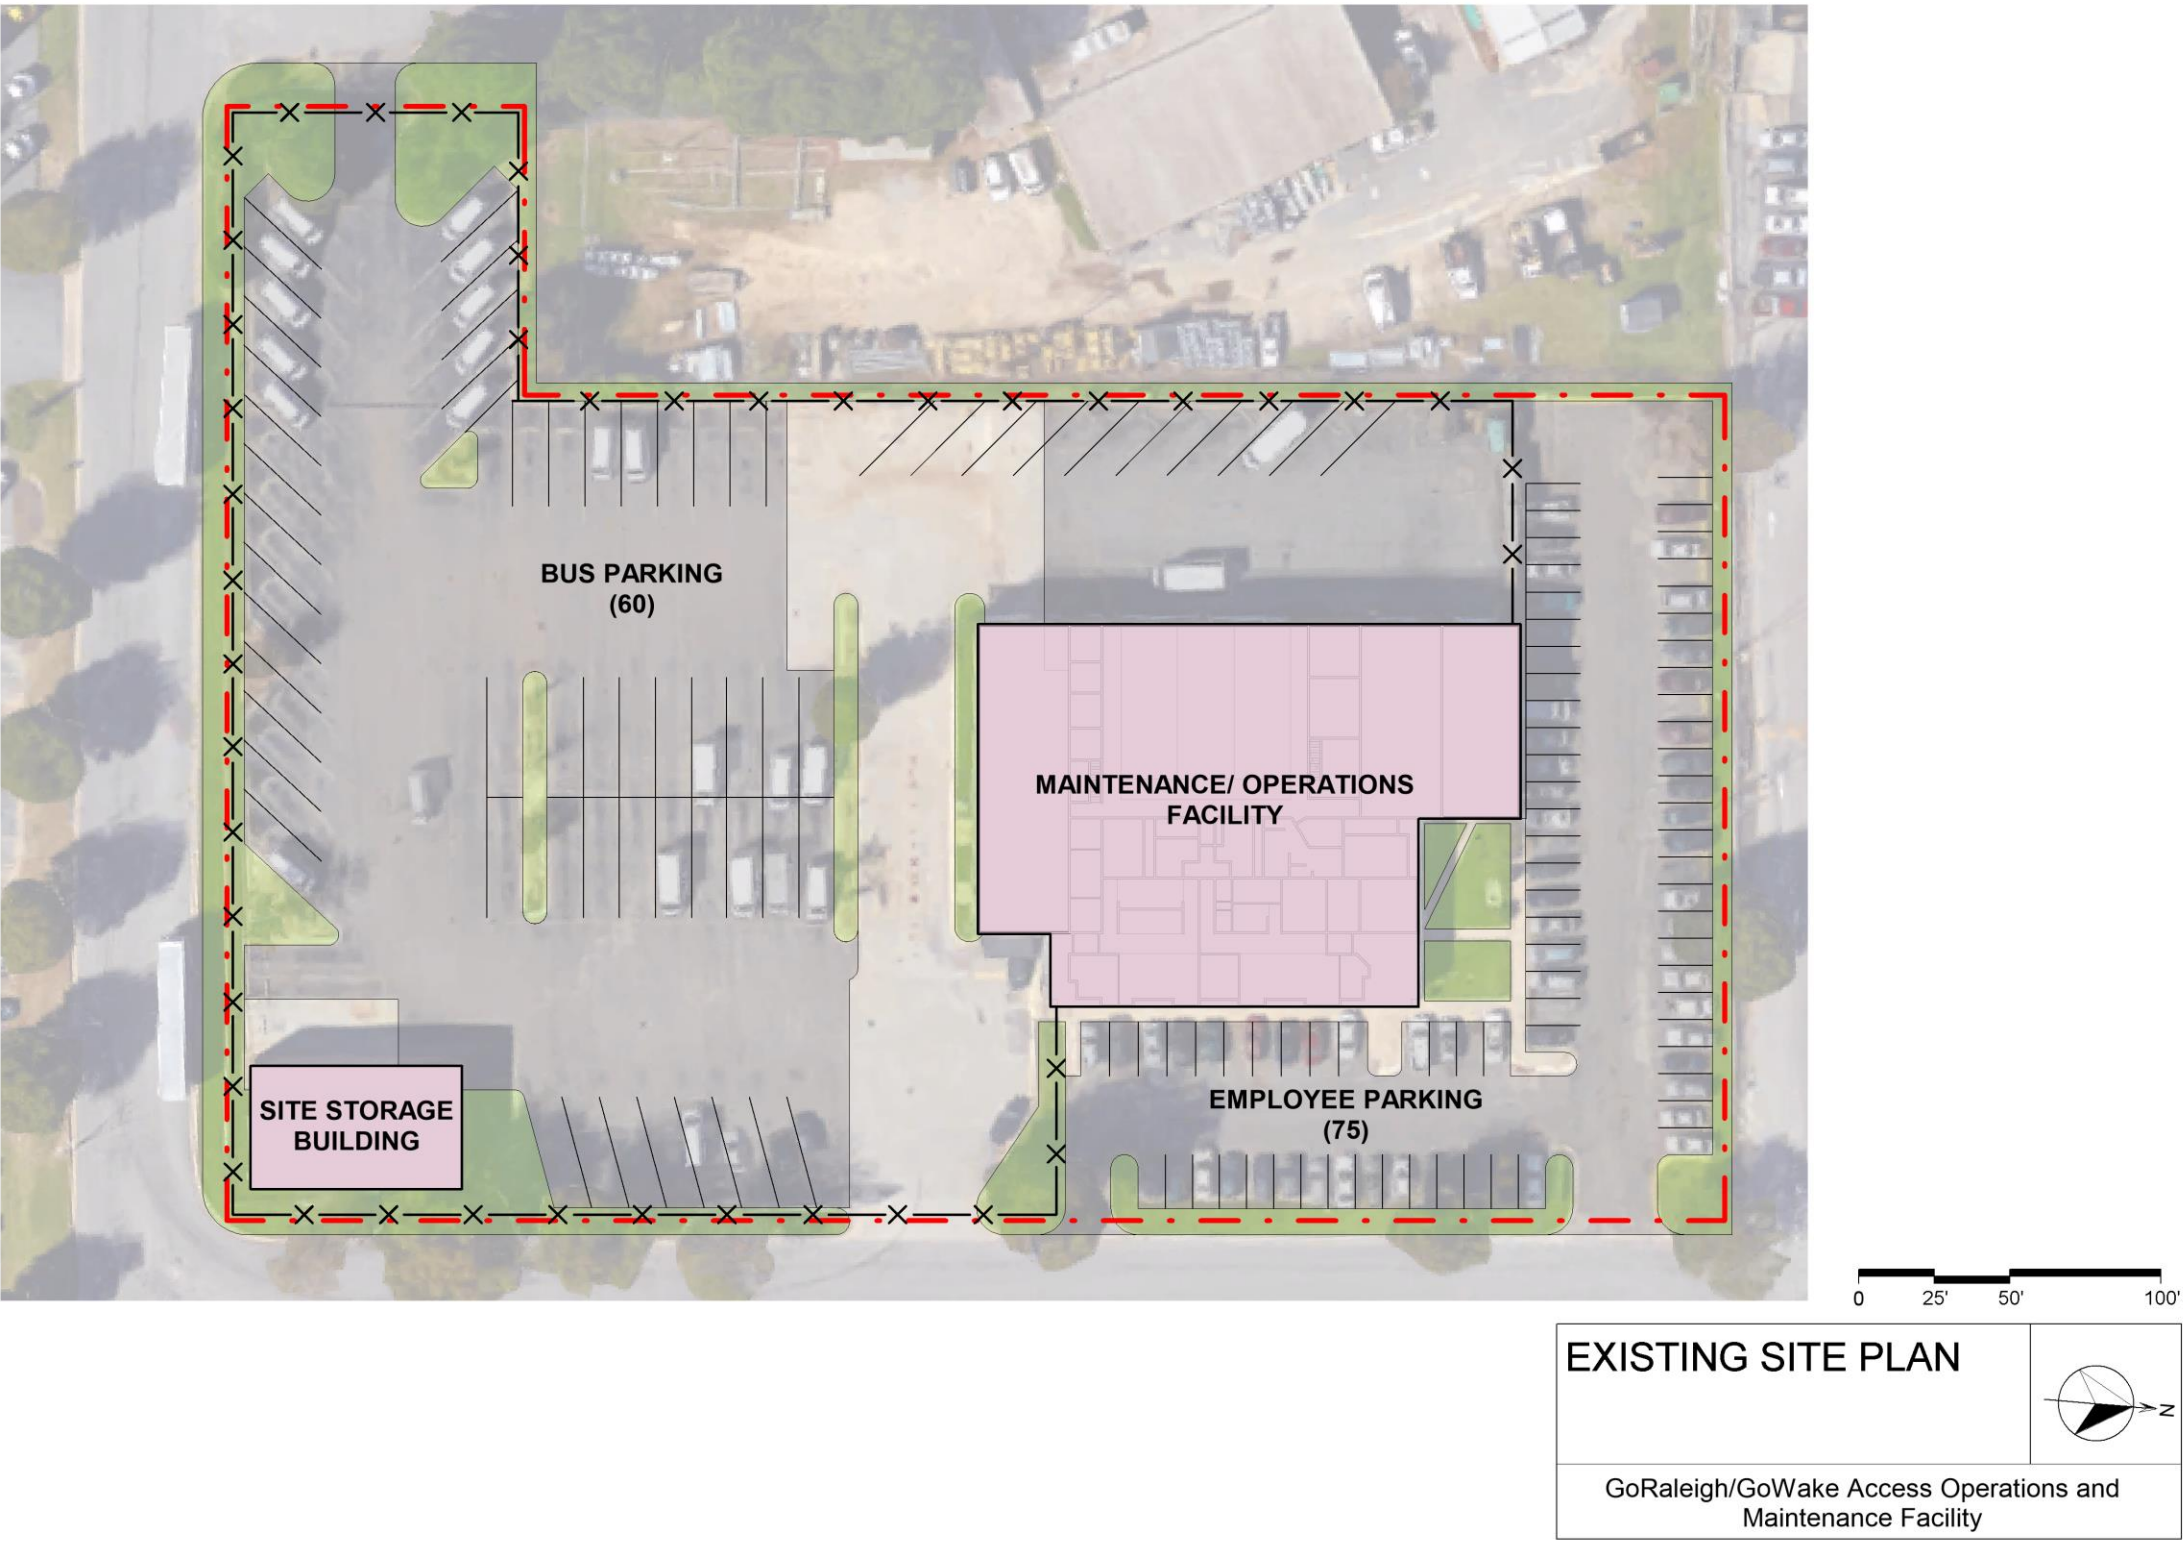 BUS PARKING
(60)
MAINTENANCE/ OPERATIONS
FACILITY
SITE STORAGE
BUILDING
EMPLOYEE PARKING
(75)
0 25' 50' 100'
EXISTING SITE PLAN
N
GoRaleigh/GoWake Access Operations and
Maintenance Facility